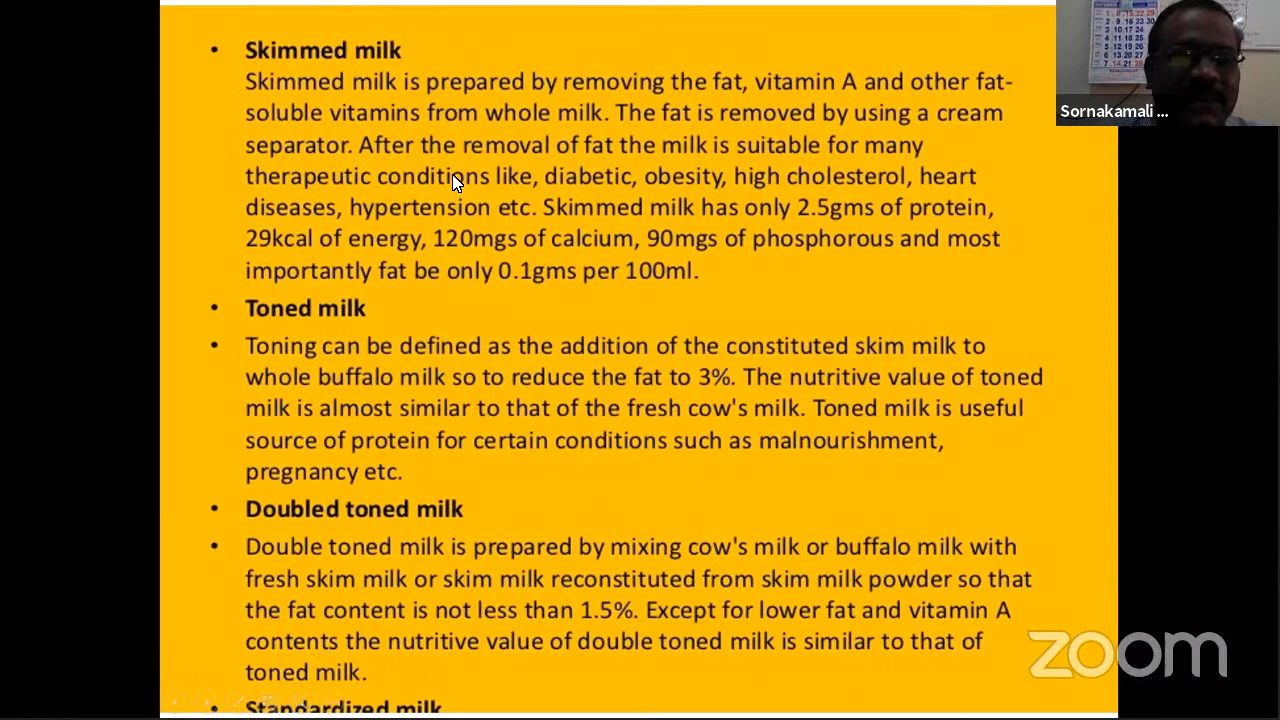 Skimmed milk
Skimmed milk is prepared by removing the fat, vitamin A and other fat-
soluble vitamins from whole milk. The fat is removed by using a cream
separator. After the removal of fat the milk is suitable for many
therapeutic conditions like, diabetic, obesity, high cholesterol, heart
diseases, hypertension etc. Skimmed milk has only 2.5gms of protein,
29kcal of energy, 120mgs of calcium, 90mgs of phosphorous and most
importantly fat be only 0.1gms per 100ml.
Toned milk
Toning can be defined as the addition of the constituted skim milk to
whole buffalo milk so to reduce the fat to 3%. The nutritive value of toned
milk is almost similar to that of the fresh cow's milk. Toned milk is useful
source of protein for certain conditions such as malnourishment,
pregnancy etc.
Doubled toned milk
Double toned milk is prepared by mixing cow's milk or buffalo milk with
fresh skim milk or skim milk reconstituted from skim milk powder so that
the fat content is not less than 1.5%. Except for lower fat and vitamin A
contents the nutritive value of double toned milk is similar to that of
toned milk.
Standardized milk
Sornakamali ...
zoom